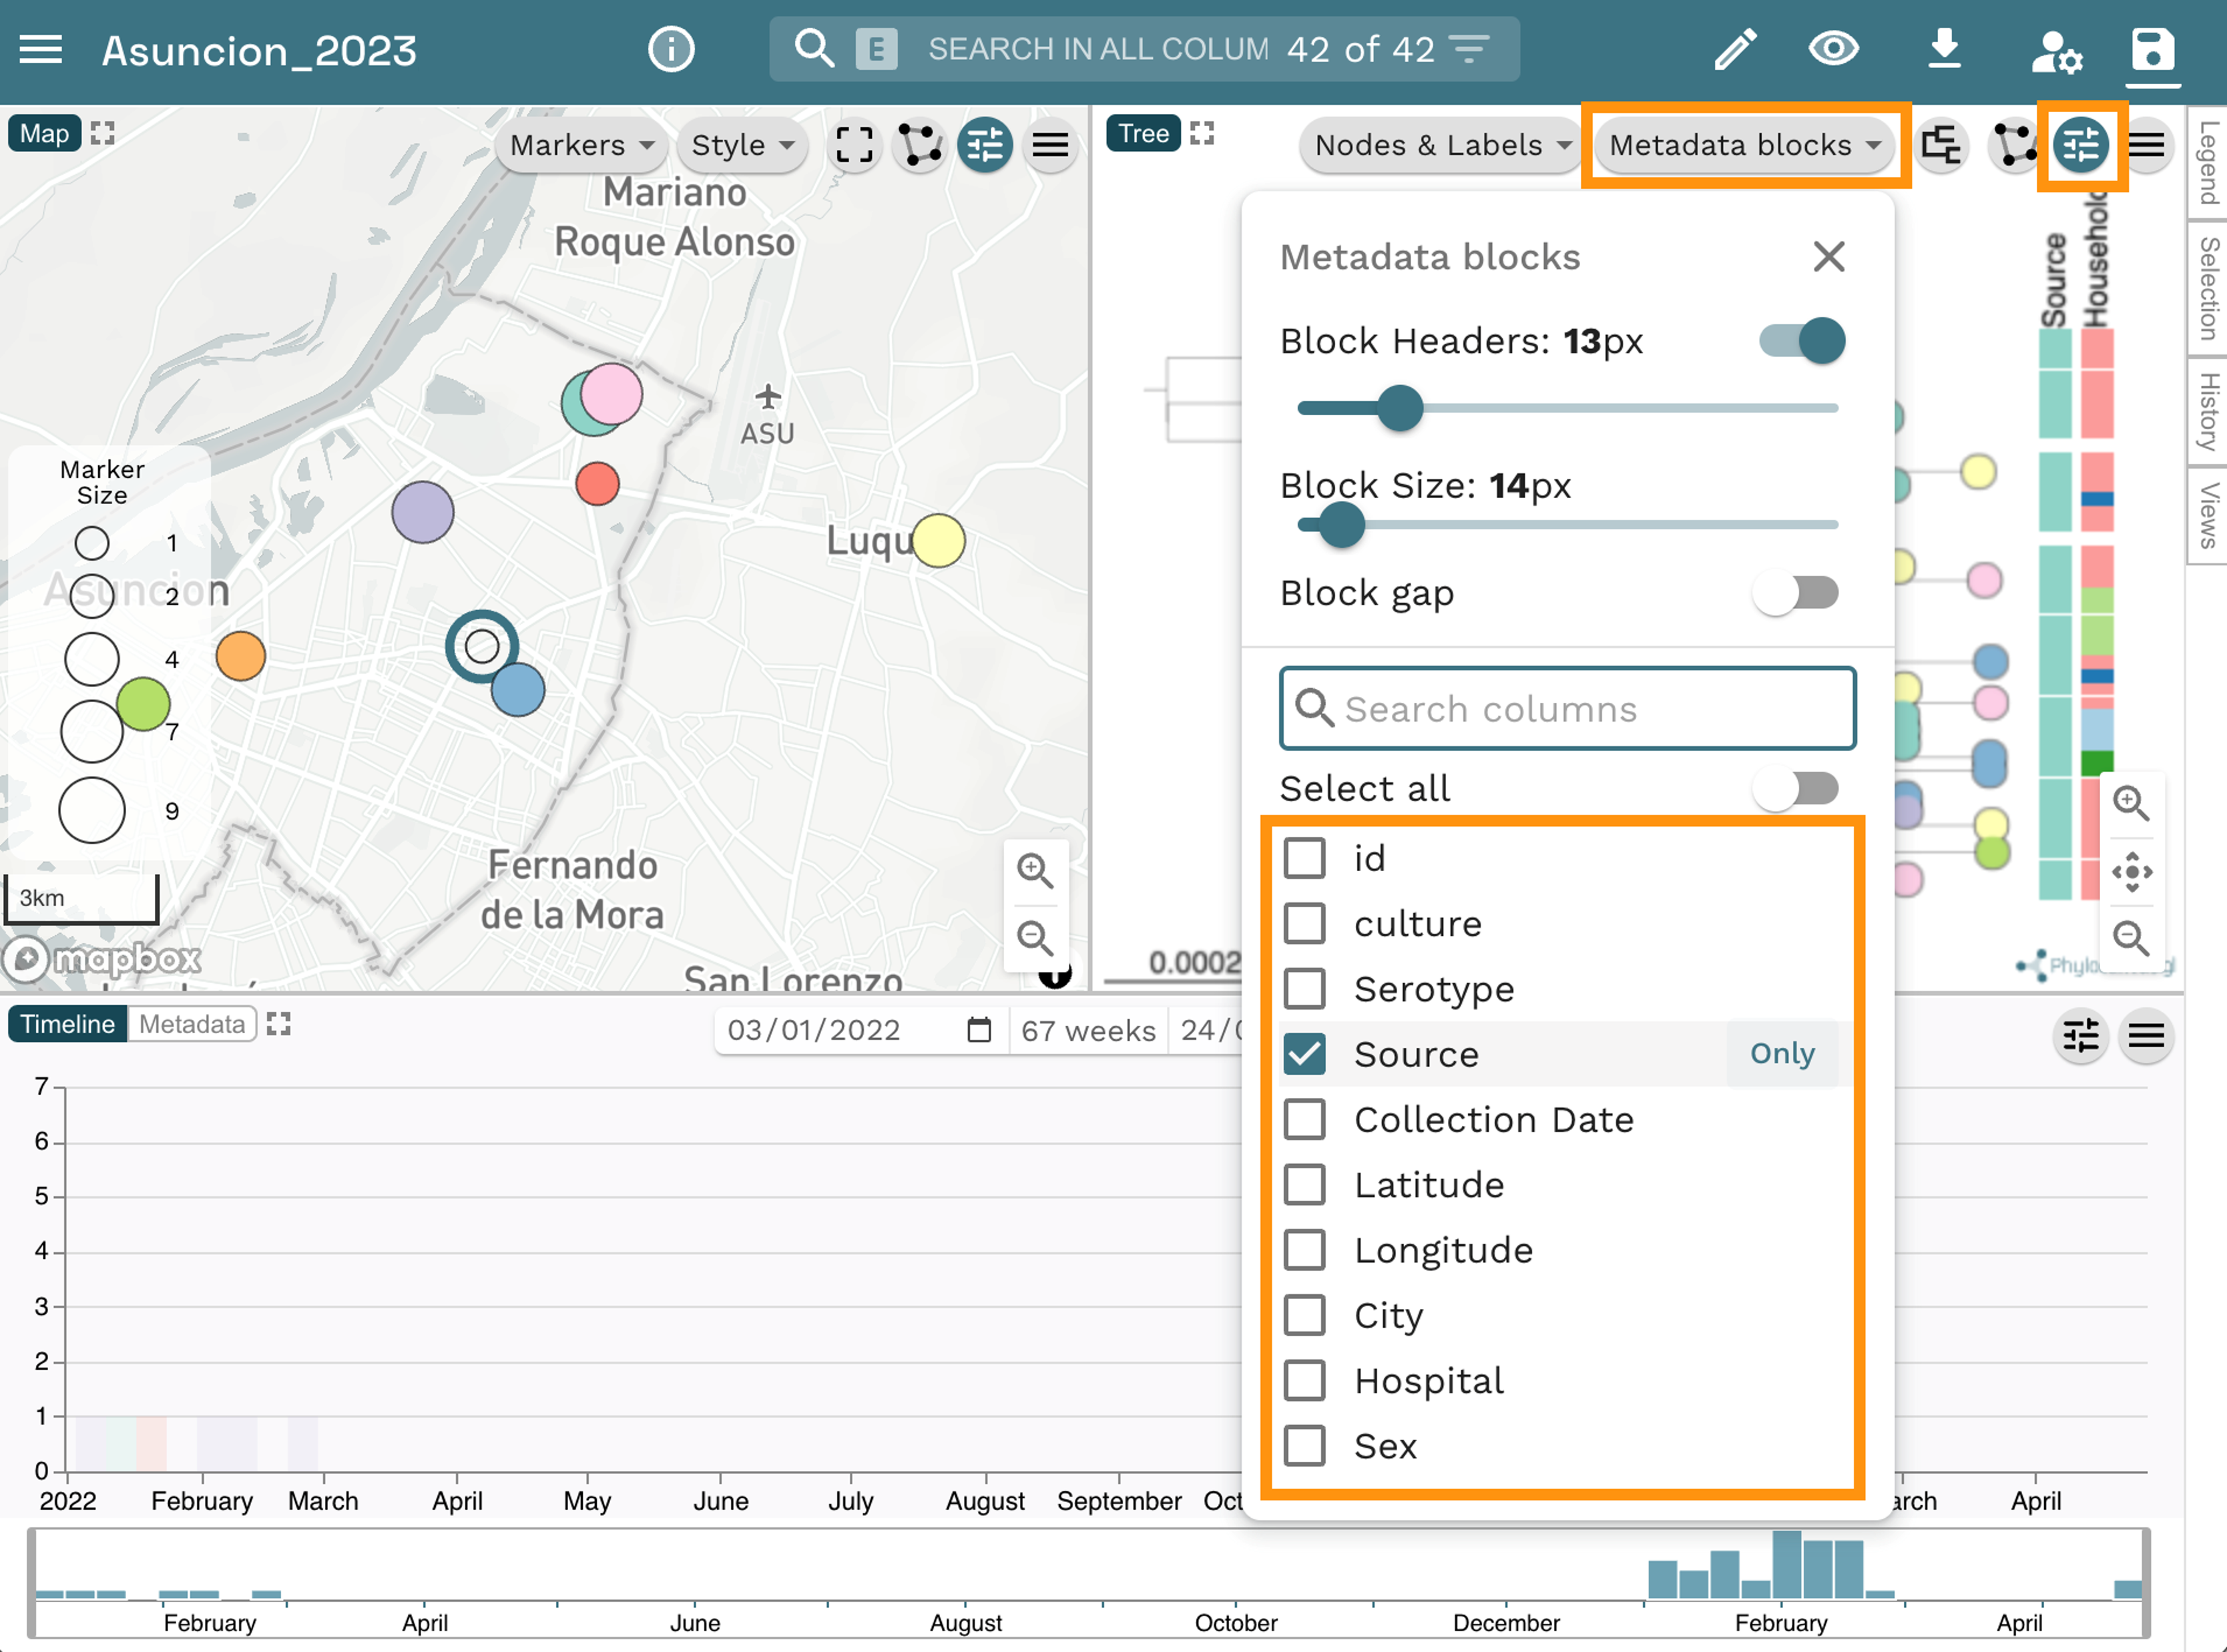 Asuncion_2023
E SEARCH IN ALL COLUM 42 of 42
Map
Markers
Style
Tree
Nodes & Labels
Metadata blocks
Legend
Selection
History
Views
Mariano
Roque Alonso
ASU
Luqu
Asuncion
Fernando
de la Mora
San Lorenzo
Marker
Size
1
2
4
7
9
3km
mapbox
Source
Household
0.0002
Phylo
Metadata blocks
Block Headers: 13px
Block Size: 14px
Block gap
Search columns
Select all
id
culture
Serotype
Source Only
Collection Date
Latitude
Longitude
City
Hospital
Sex
Timeline
Metadata
03/01/2022
67 weeks
24/0
7
6
5
4
3
2
1
0
2022 February March April May June July August September Oct arch April
February April June August October December February April